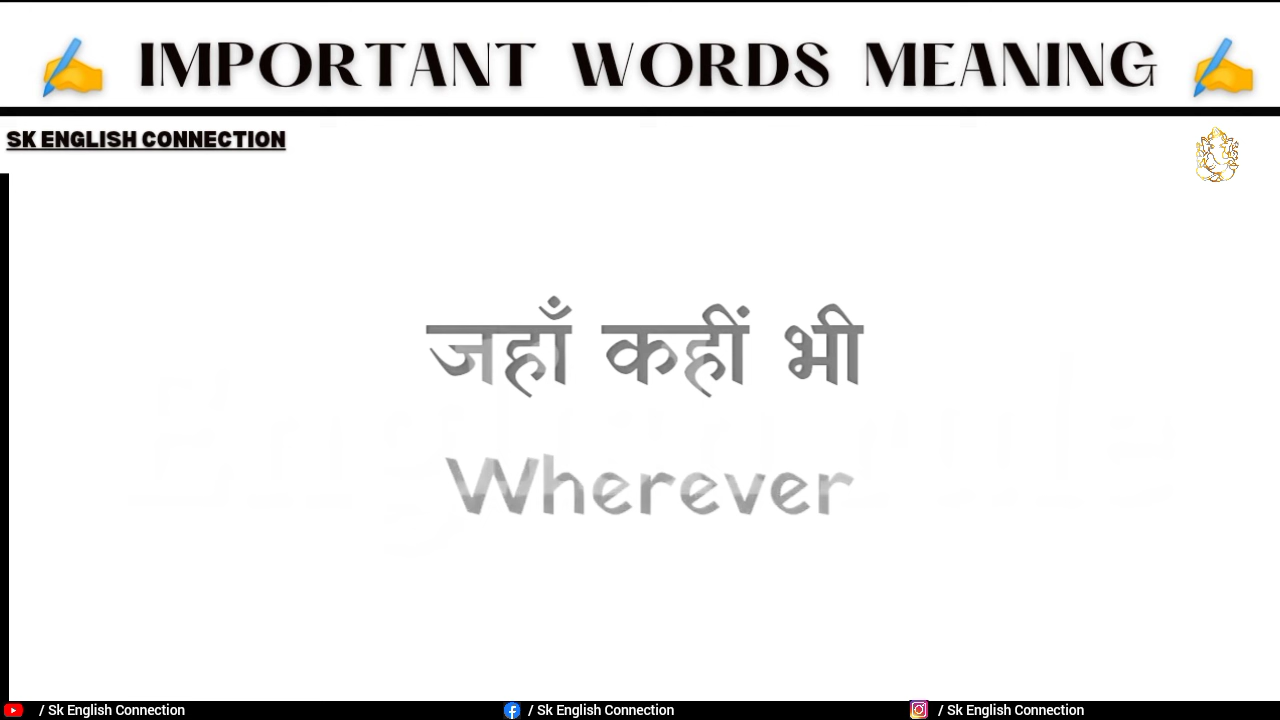 ✍️ IMPORTANT WORDS MEANING ✍️
SK ENGLISH CONNECTION
जहाँ कहीं भी
Wherever
/ Sk English Connection / Sk English Connection / Sk English Connection